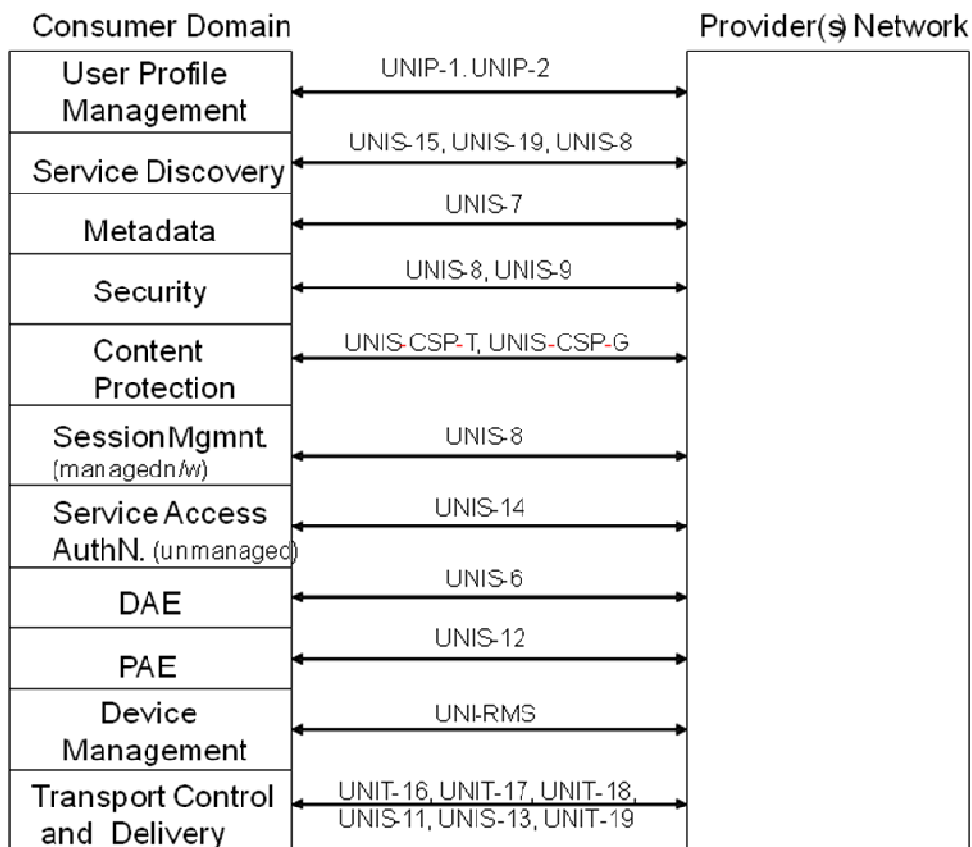 Consumer Domain
Provider(s) Network
User Profile
Management
UNIP-1. UNIP-2
Service Discovery
UNIS-15, UNIS-19, UNIS-8
Metadata
UNIS-7
Security
UNIS-8, UNIS-9
Content
Protection
UNIS-CSP-T, UNIS-CSP-G
Session Mgmnt.
(managed n/w)
UNIS-8
Service Access
AuthN. (unmanaged)
UNIS-14
DAE
UNIS-6
PAE
UNIS-12
Device
Management
UNI-RMS
Transport Control
and Delivery
UNIT-16, UNIT-17, UNIT-18,
UNIS-11, UNIS-13, UNIT-19